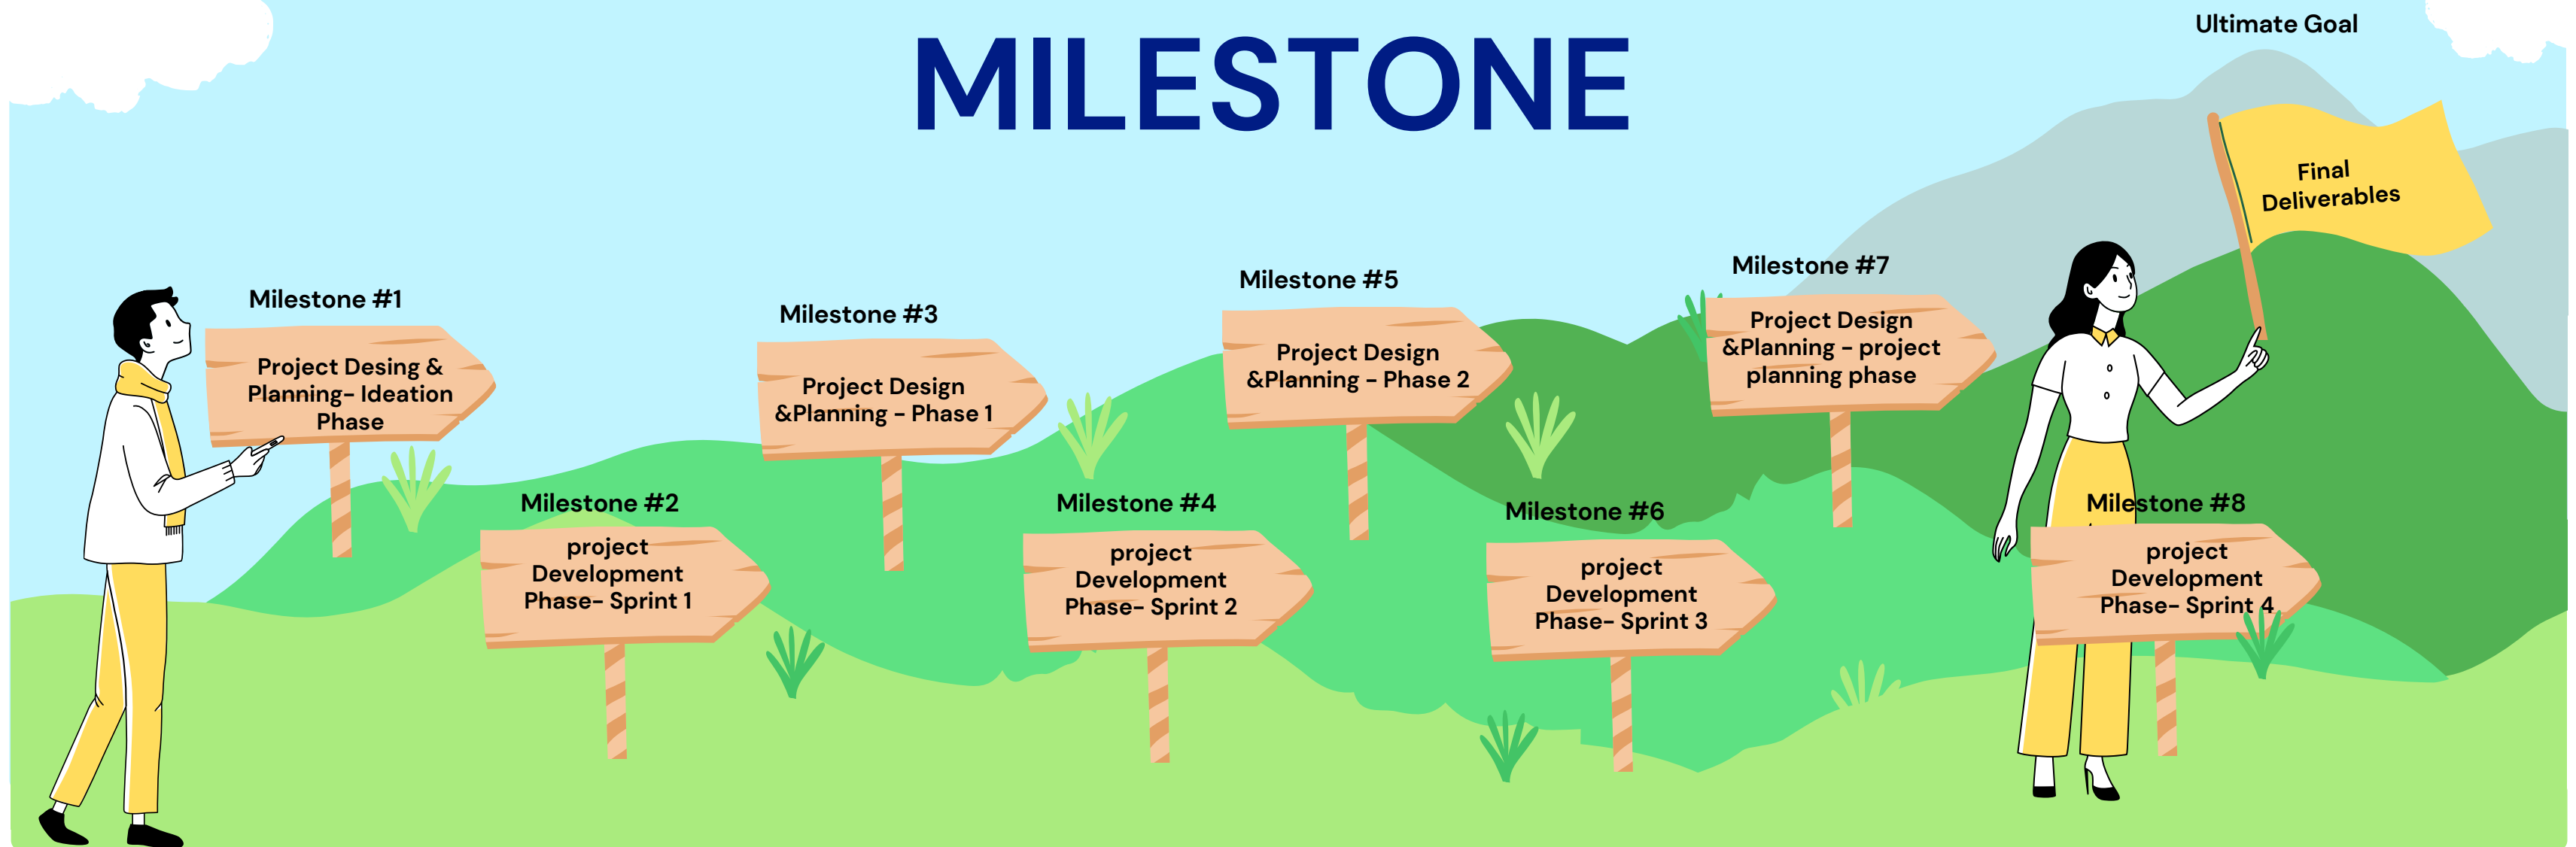 MILESTONE
Ultimate Goal
Final
Deliverables
Milestone #1
Project Desing &
Planning- Ideation
Phase
Milestone #2
project
Development
Phase- Sprint 1
Milestone #3
Project Design
&Planning - Phase 1
Milestone #4
project
Development
Phase- Sprint 2
Milestone #5
Project Design
&Planning - Phase 2
Milestone #6
project
Development
Phase- Sprint 3
Milestone #7
Project Design
&Planning - project
planning phase
Milestone #8
project
Development
Phase- Sprint 4